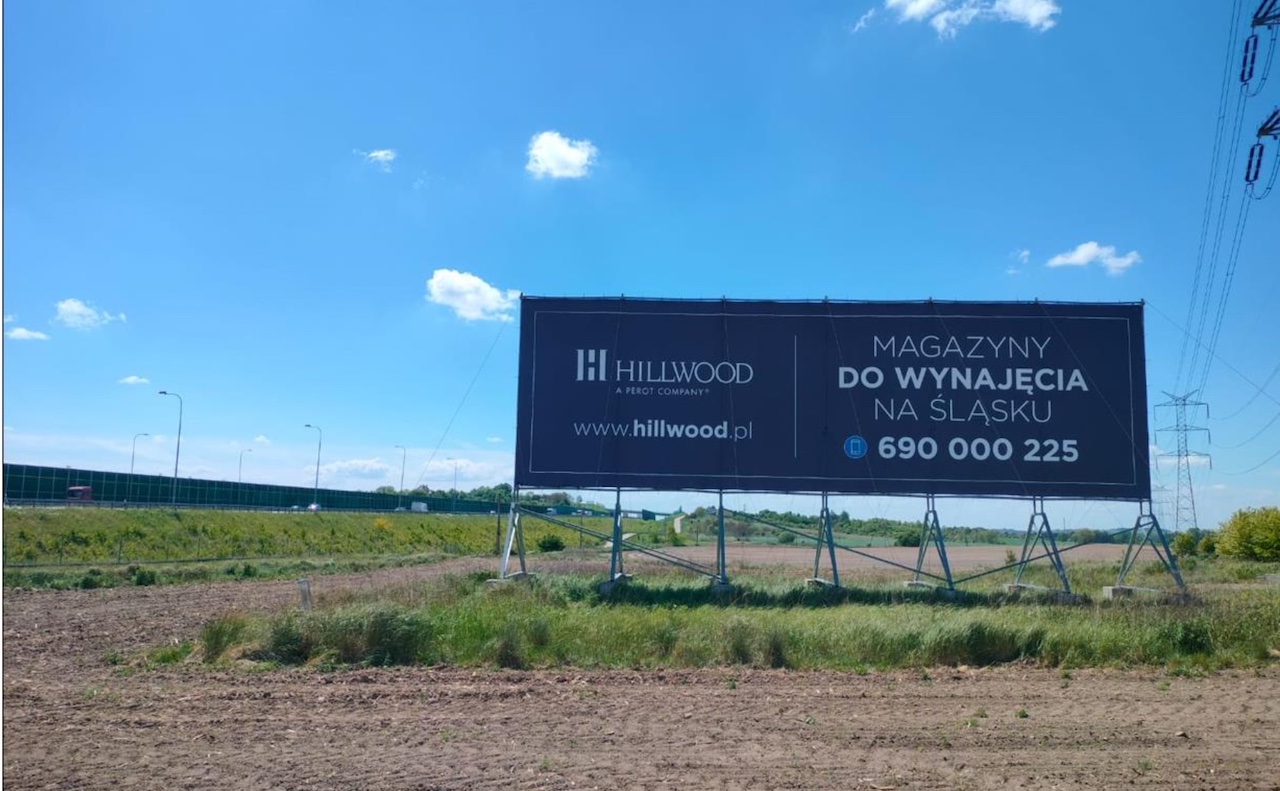 HILLWOOD
A PEROT COMPANY®
www.hillwood.pl
MAGAZYNY
DO WYNAJĘCIA
NA ŚLĄSKU
690 000 225